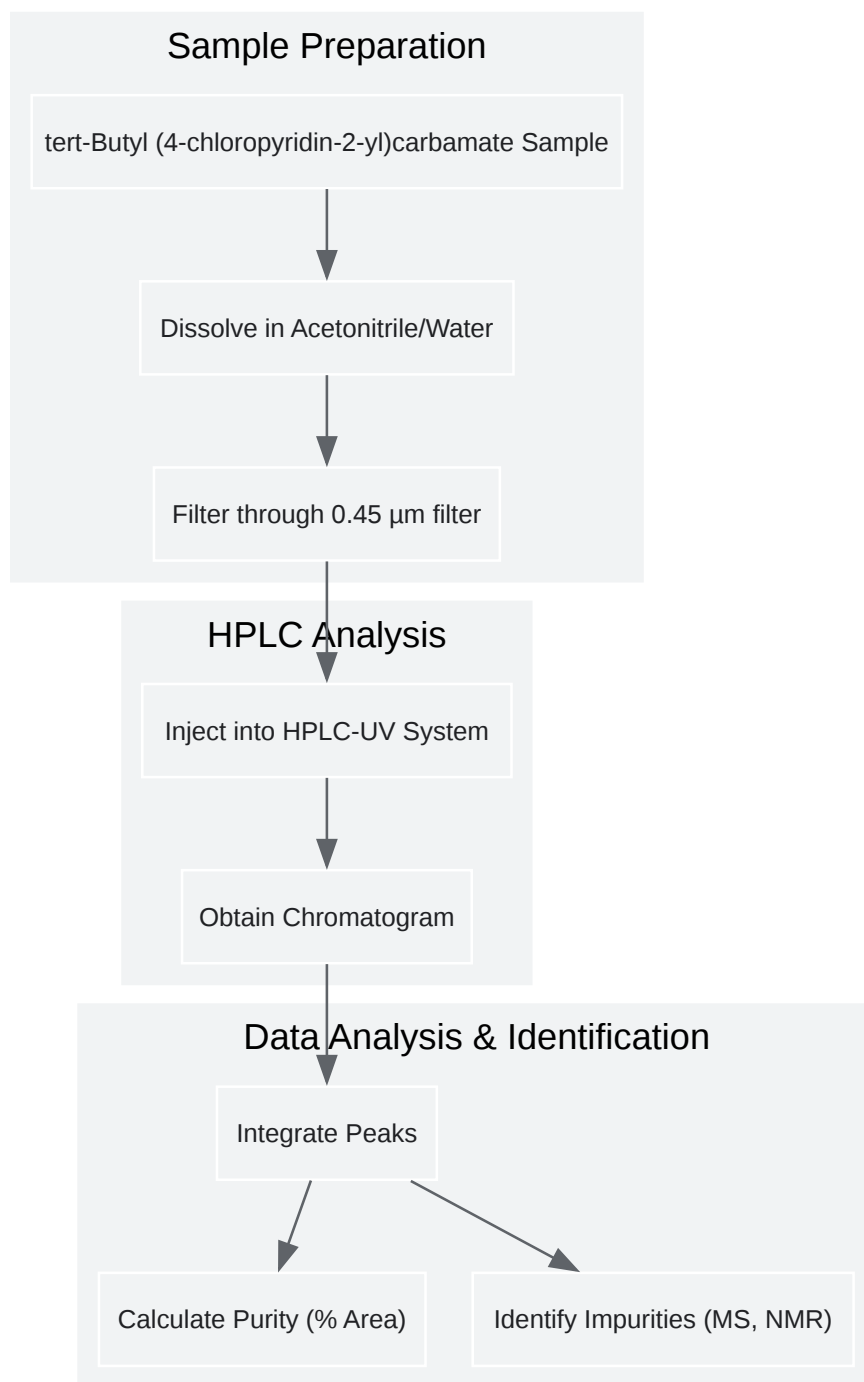 Sample Preparation
tert-Butyl (4-chloropyridin-2-yl)carbamate Sample
Dissolve in Acetonitrile/Water
Filter through 0.45 µm filter
HPLC Analysis
Inject into HPLC-UV System
Obtain Chromatogram
Data Analysis & Identification
Integrate Peaks
Calculate Purity (% Area)
Identify Impurities (MS, NMR)